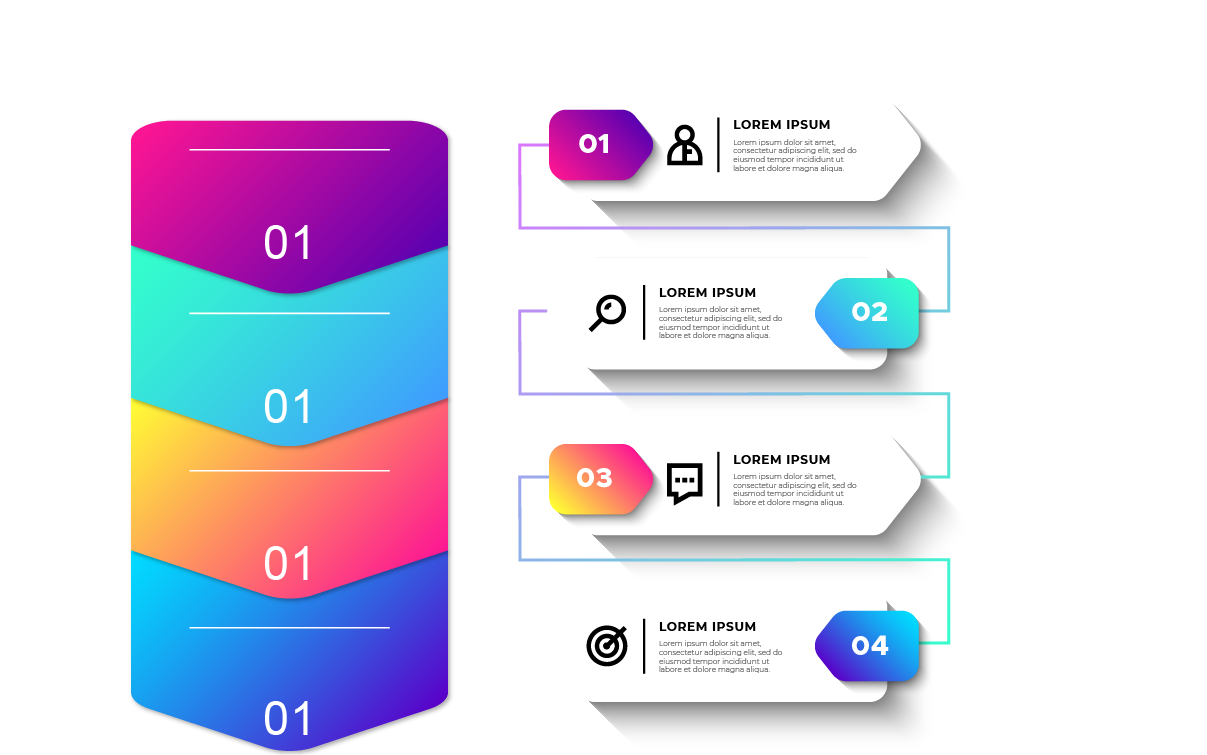 01
01
01
01
01
LOREM IPSUM
Lorem ipsum dolor sit amet,
consectetur adipiscing elit, sed do
eiusmod tempor incididunt ut
labore et dolore magna aliqua.
LOREM IPSUM
Lorem ipsum dolor sit amet,
consectetur adipiscing elit, sed do
eiusmod tempor incididunt ut
labore et dolore magna aliqua.
02
03
LOREM IPSUM
Lorem ipsum dolor sit amet,
consectetur adipiscing elit, sed do
eiusmod tempor incididunt ut
labore et dolore magna aliqua.
LOREM IPSUM
Lorem ipsum dolor sit amet,
consectetur adipiscing elit, sed do
eiusmod tempor incididunt ut
labore et dolore magna aliqua.
04